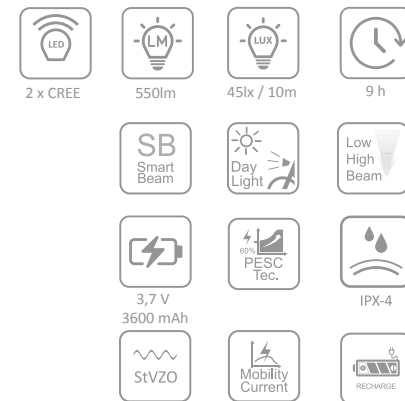 LED
LM
LUX
2 x CREE
550lm
45lx / 10m
9 h
SB
Smart
Beam
Day
Light
Low
High
Beam
60%
PESC
Tec.
3,7 V
3600 mAh
IPX-4
StVZO
Mobility
Current
RECHARGE